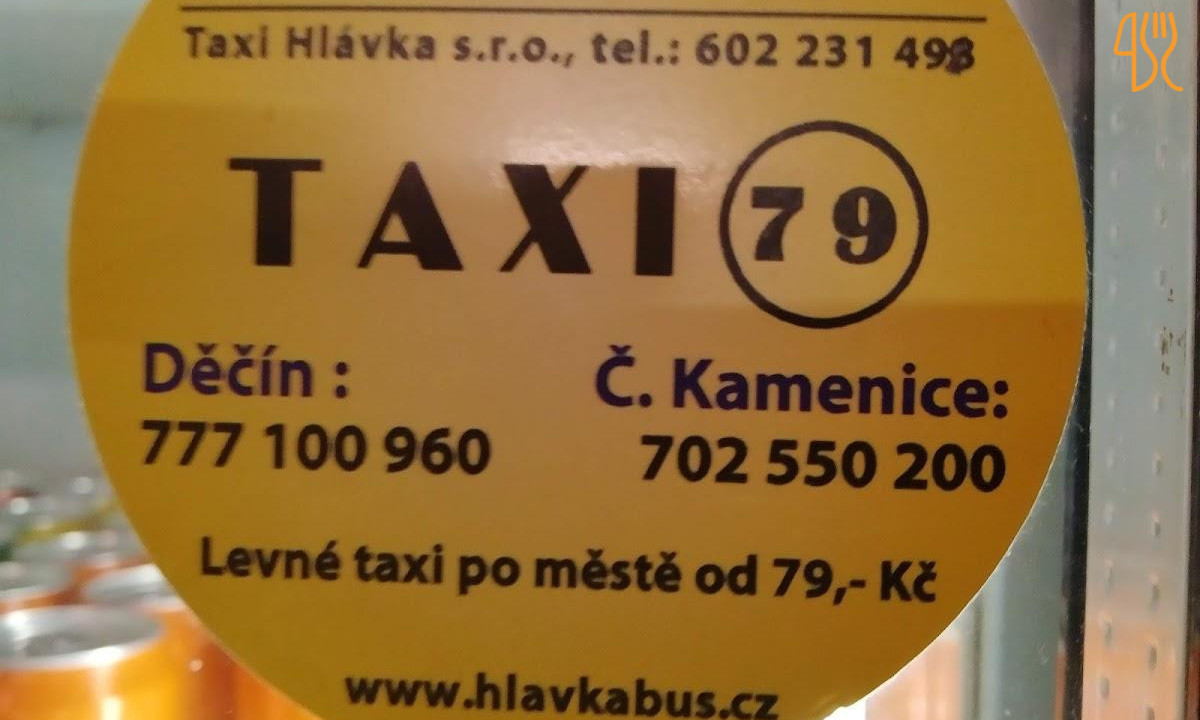 Taxi Hlávka s.r.o., tel.: 602 231 498
TAXI 79
Děčín :
777 100 960
Č. Kamenice:
702 550 200
Levné taxi po městě od 79,- Kč
www.hlavkabus.cz